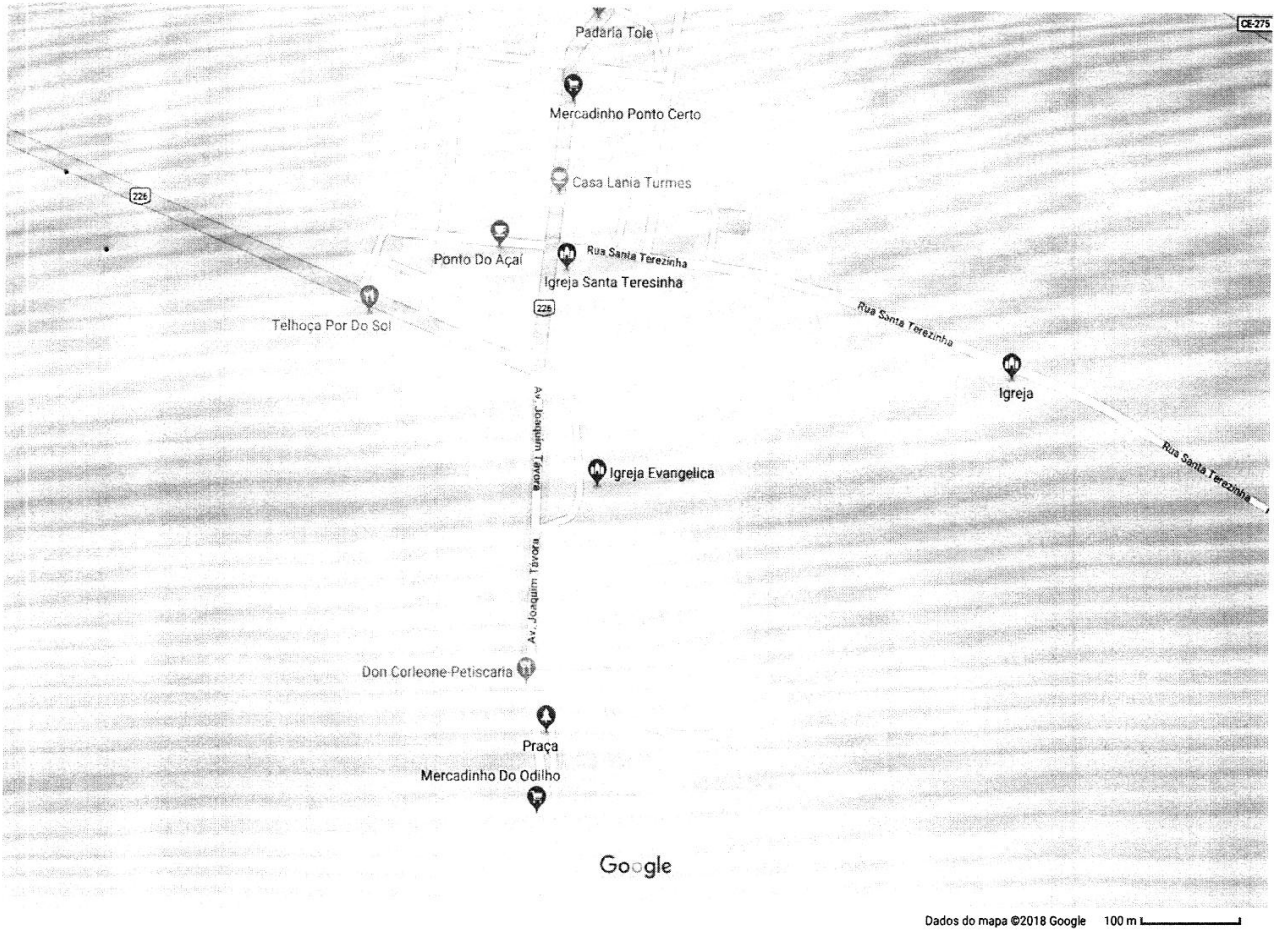 Padaria Tole
CE-275
Mercadinho Ponto Certo
Casa Lania Turmes
226
Ponto Do Açaí
Rua Santa Terezinha
Igreja Santa Teresinha
226
Telhoça Por Do Sol
Rua Santa Terezinha
Igreja
Av. Joaquim Távora
Igreja Evangelica
Rua Santa Terezinha
Av. Joaquim Távora
Don Corleone-Petiscaria
Praça
Mercadinho Do Odilho
Google
Dados do mapa ©2018 Google 100 m